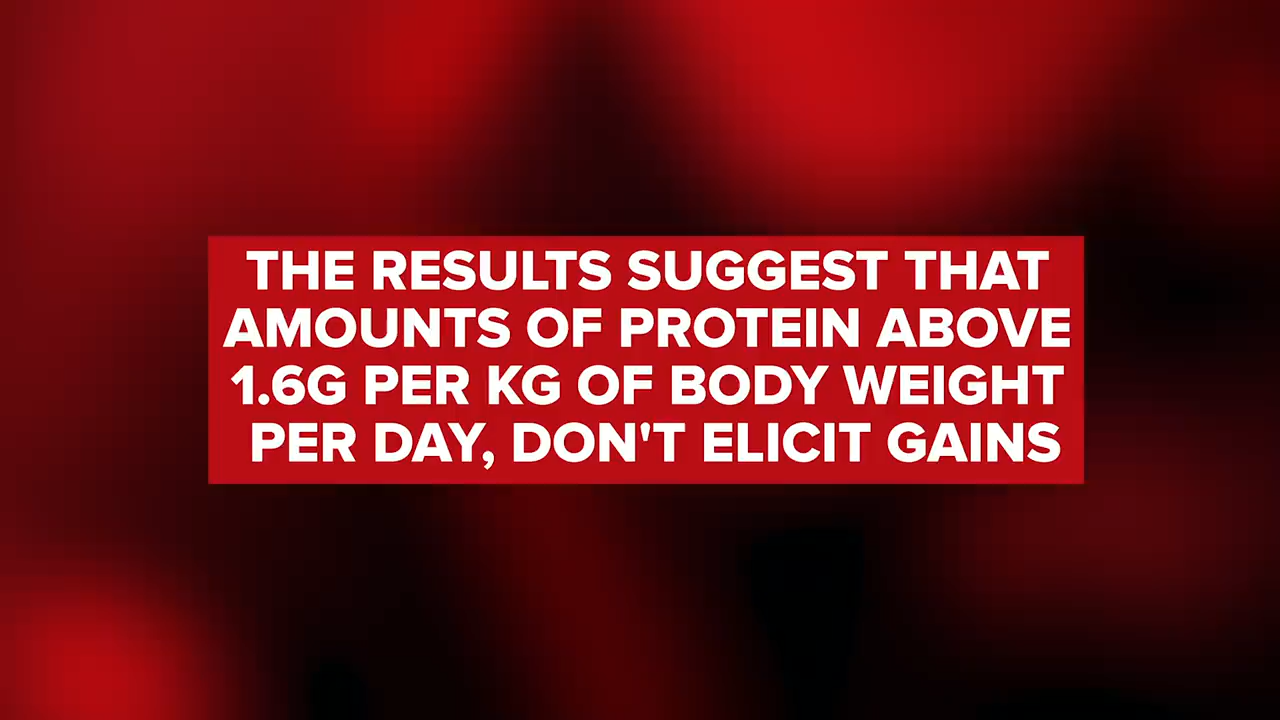 THE RESULTS SUGGEST THAT
AMOUNTS OF PROTEIN ABOVE
1.6G PER KG OF BODY WEIGHT
PER DAY, DON'T ELICIT GAINS